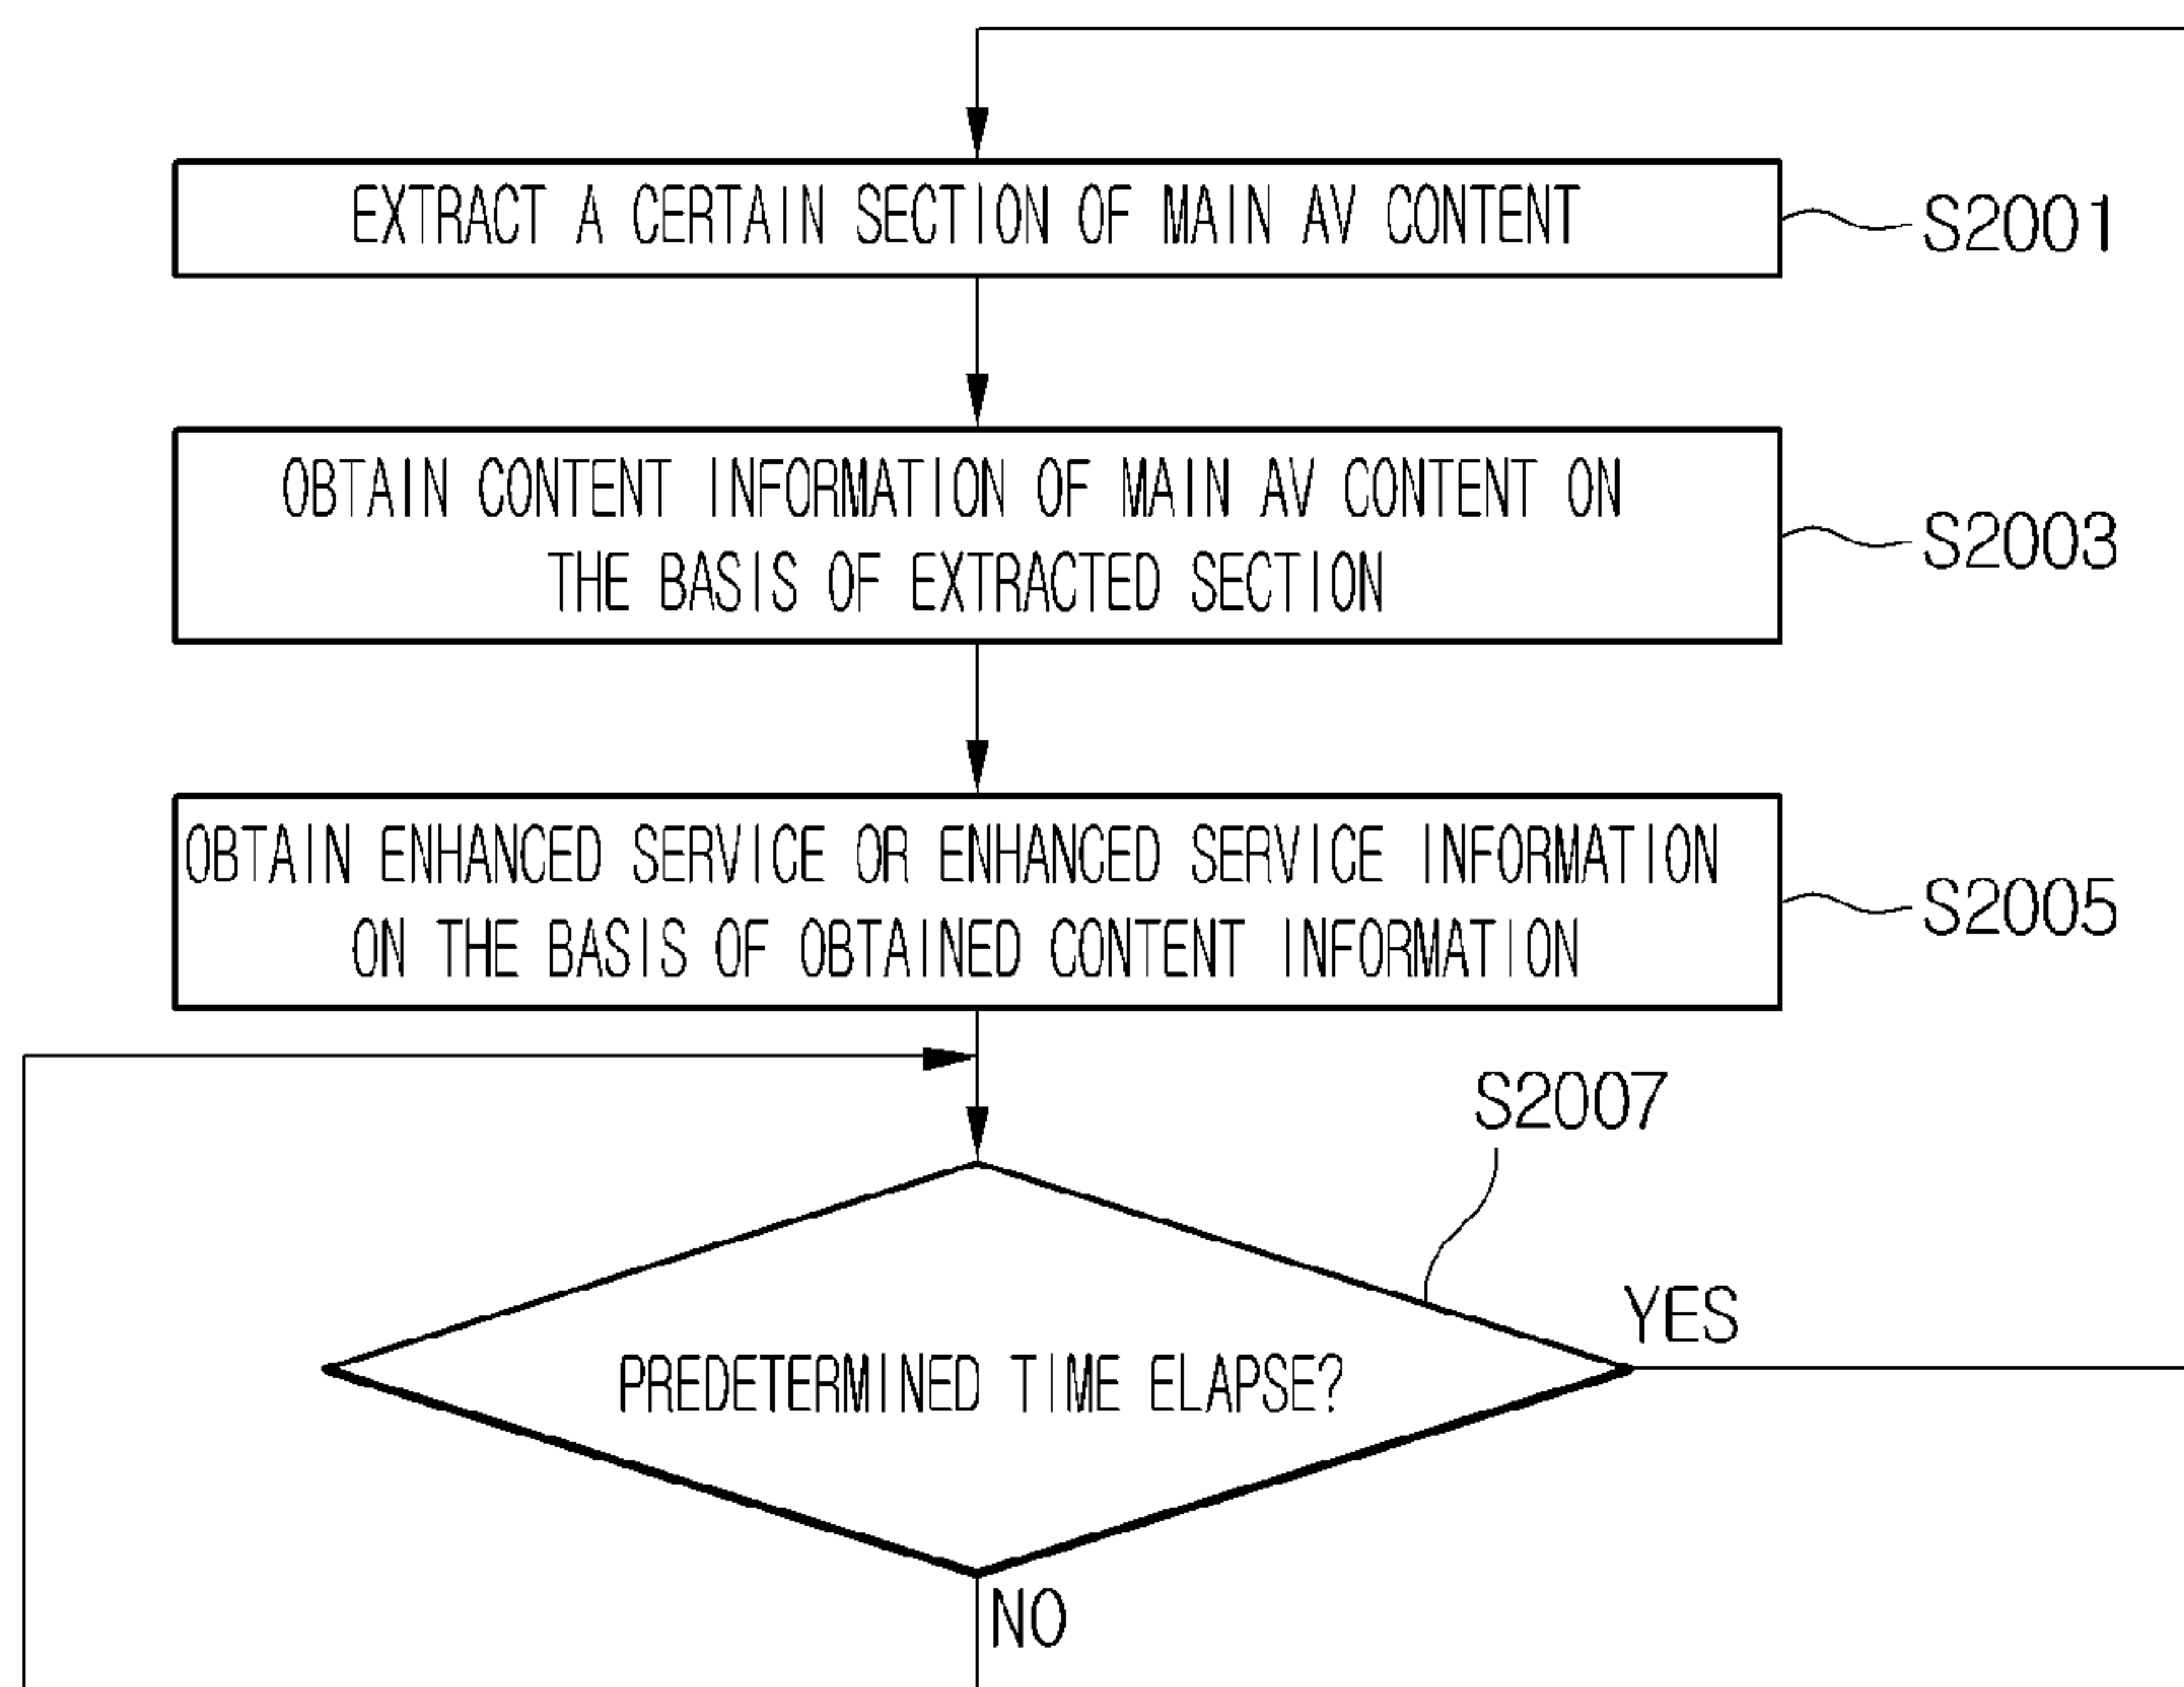 EXTRACT A CERTAIN SECTION OF MAIN AV CONTENT
S2001
OBTAIN CONTENT INFORMATION OF MAIN AV CONTENT ON
THE BASIS OF EXTRACTED SECTION
S2003
OBTAIN ENHANCED SERVICE OR ENHANCED SERVICE INFORMATION
ON THE BASIS OF OBTAINED CONTENT INFORMATION
S2005
S2007
PREDETERMINED TIME ELAPSE?
YES
NO